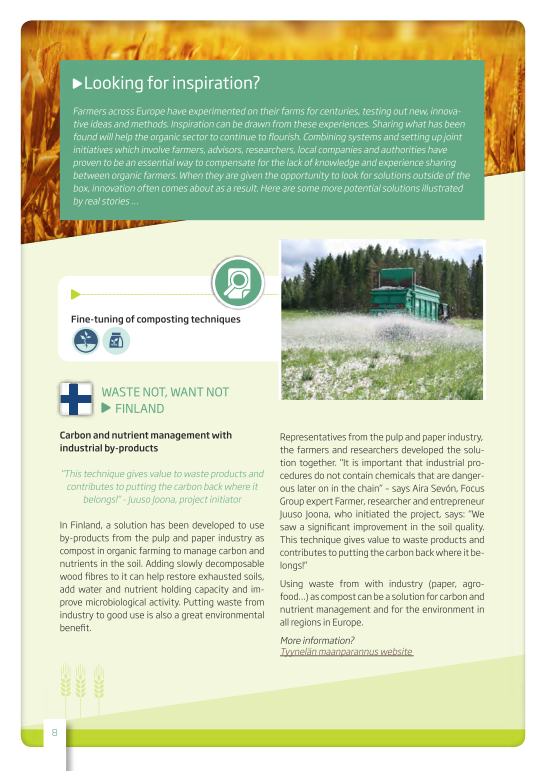 Looking for inspiration?
Farmers across Europe have experimented on their farms for centuries, testing out new, innova-
tive ideas and methods. Inspiration can be drawn from these experiences. Sharing what has been
found will help the organic sector to continue to flourish. Combining systems and setting up joint
initiatives which involve farmers, advisors, researchers, local companies and authorities have
proven to be an essential way to compensate for the lack of knowledge and experience sharing
between organic farmers. When they are given the opportunity to look for solutions outside of the
box, innovation often comes about as a result. Here are some more potential solutions illustrated
by real stories ...
Fine-tuning of composting techniques
WASTE NOT, WANT NOT
FINLAND
Carbon and nutrient management with
industrial by-products
"This technique gives value to waste products and
contributes to putting the carbon back where it
belongs!" - Juuso Joona, project initiator
In Finland, a solution has been developed to use
by-products from the pulp and paper industry as
compost in organic farming to manage carbon and
nutrients in the soil. Adding slowly decomposable
wood fibres to it can help restore exhausted soils,
add water and nutrient holding capacity and im-
prove microbiological activity. Putting waste from
industry to good use is also a great environmental
benefit.
Representatives from the pulp and paper industry,
the farmers and researchers developed the solu-
tion together. "It is important that industrial pro-
cedures do not contain chemicals that are danger-
ous later on in the chain" – says Aira Sevón, Focus
Group expert Farmer, researcher and entrepreneur
Juuso Joona, who initiated the project, says: "We
saw a significant improvement in the soil quality.
This technique gives value to waste products and
contributes to putting the carbon back where it be-
longs!"
Using waste from with industry (paper, agro-
food...) as compost can be a solution for carbon and
nutrient management and for the environment in
all regions in Europe.
More information?
Tyynelän maanparannus website
8